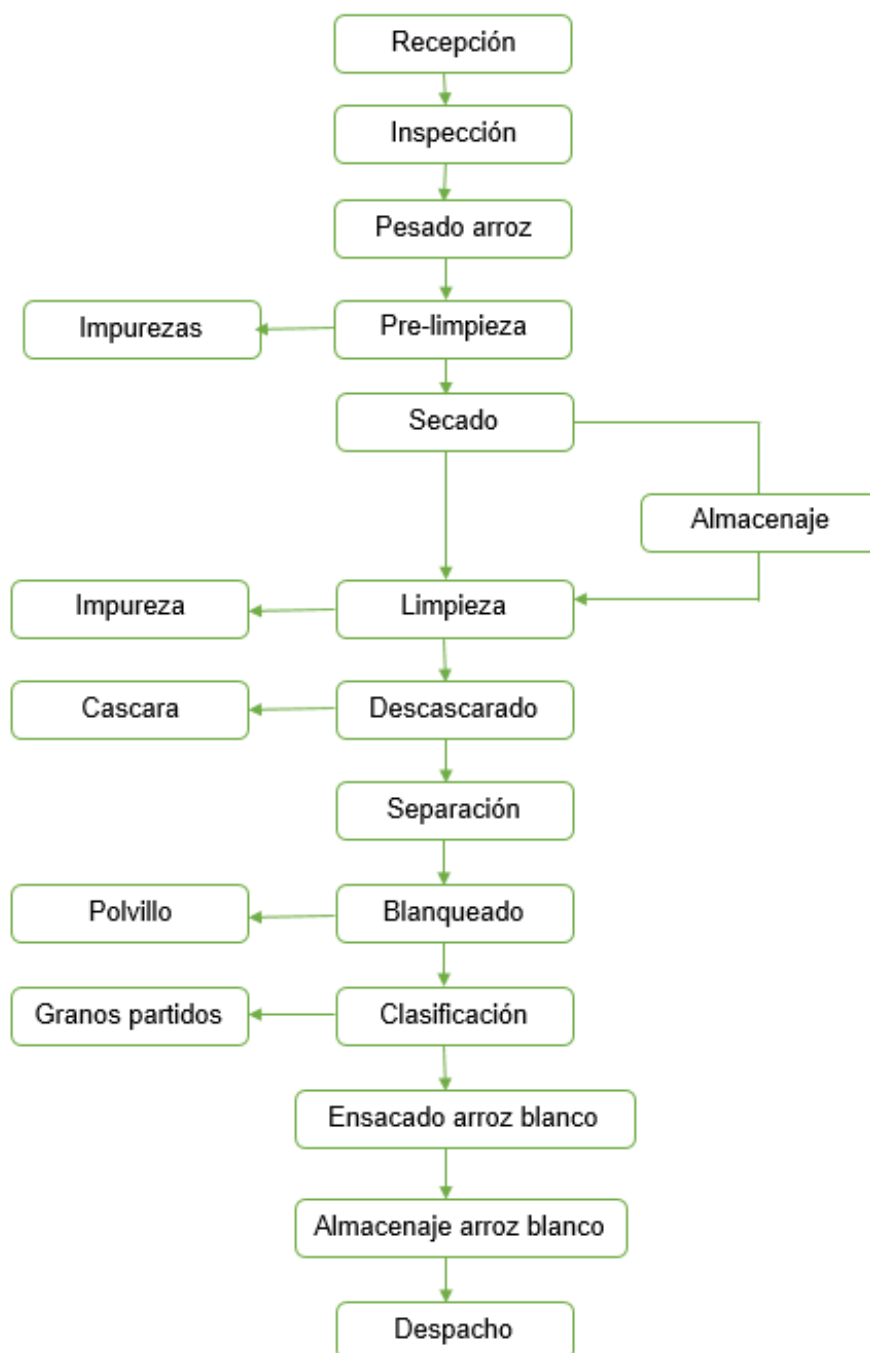 Recepción
Inspección
Pesado arroz
Impurezas
Pre-limpieza
Secado
Almacenaje
Impureza
Limpieza
Cascara
Descascarado
Separación
Polvillo
Blanqueado
Granos partidos
Clasificación
Ensacado arroz blanco
Almacenaje arroz blanco
Despacho